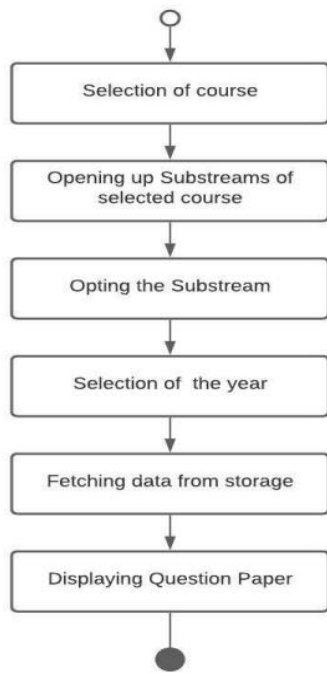 Selection of course
Opening up Substreams of
selected course
Opting the Substream
Selection of the year
Fetching data from storage
Displaying Question Paper